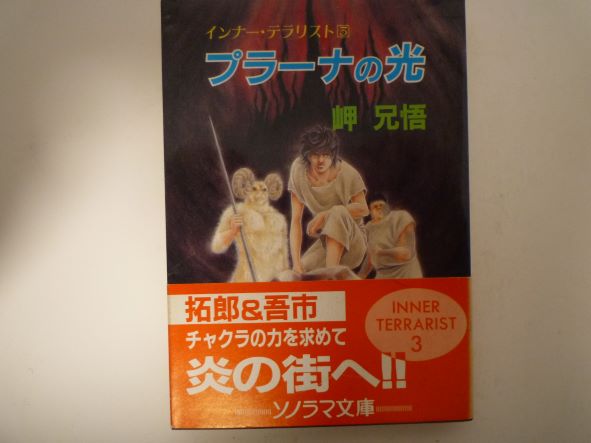 インナー・テラリスト3
プラーナの光
岬 兄悟
拓郎&吾市
チャクラの力を求めて
炎の街へ!!
INNER
TERRARIST
3
ソノラマ文庫